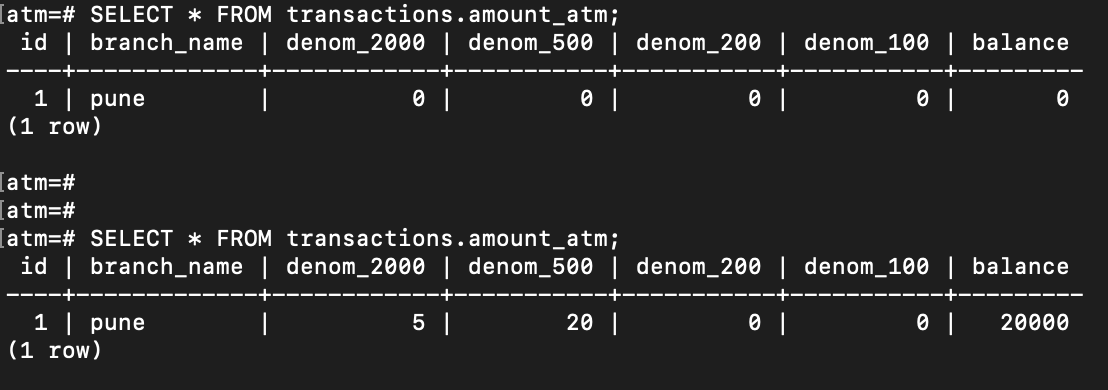 [atm=# SELECT * FROM transactions.amount_atm;
 id | branch_name | denom_2000 | denom_500 | denom_200 | denom_100 | balance
----+-------------+------------+-----------+-----------+-----------+---------
  1 | pune        |          0 |         0 |         0 |         0 |       0
(1 row)

[atm=#
[atm=#
[atm=# SELECT * FROM transactions.amount_atm;
 id | branch_name | denom_2000 | denom_500 | denom_200 | denom_100 | balance
----+-------------+------------+-----------+-----------+-----------+---------
  1 | pune        |          5 |        20 |         0 |         0 |   20000
(1 row)